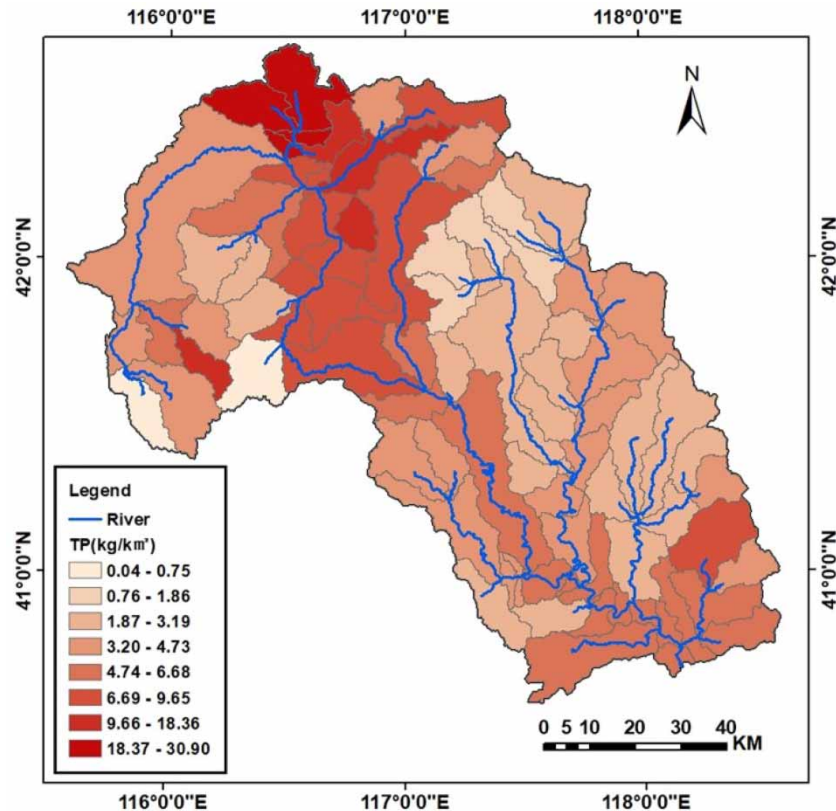 116°0'0"E 117°0'0"E 118°0'0"E
N
42°0'0"N 42°0'0"N
41°0'0"N 41°0'0"N
Legend
River
TP(kg/km²)
0.04 - 0.75
0.76 - 1.86
1.87 - 3.19
3.20 - 4.73
4.74 - 6.68
6.69 - 9.65
9.66 - 18.36
18.37 - 30.90
0 5 10 20 30 40
KM
116°0'0"E 117°0'0"E 118°0'0"E